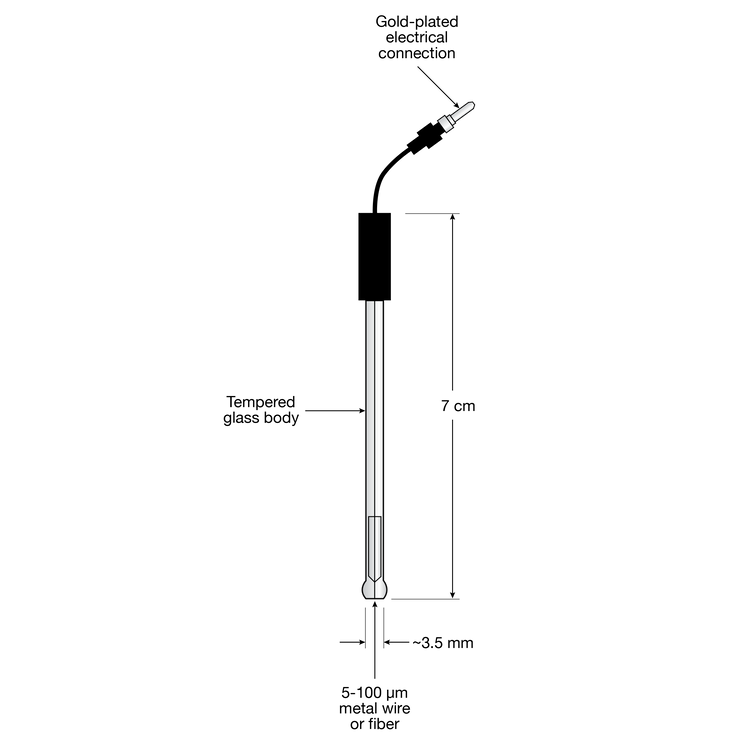 Gold-plated
electrical
connection
Tempered
glass body
7 cm
~3.5 mm
5-100 µm
metal wire
or fiber